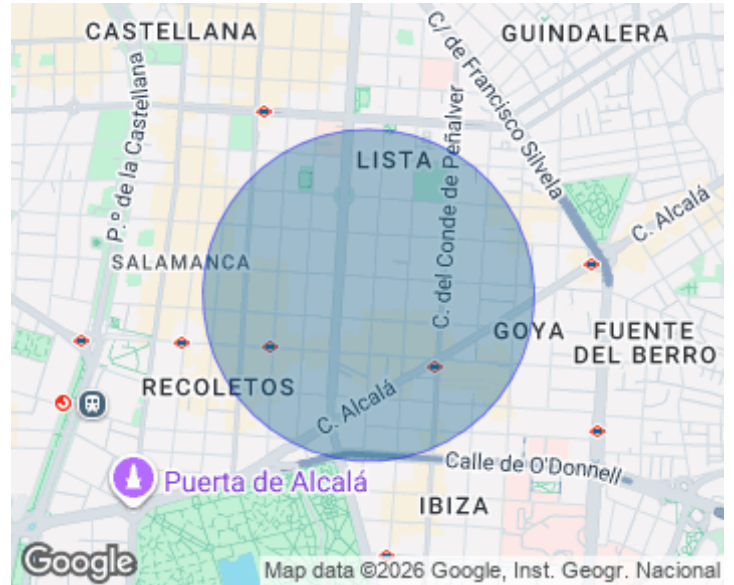 CASTELLANA
GUINDALERA
C/ de Francisco Silvela
P.º de la Castellana
LISTA
C. del Conde de Peñalver
C. Alcalá
SALAMANCA
GOYA
FUENTE
DEL BERRO
RECOLETOS
C. Alcalá
Calle de O'Donnell
Puerta de Alcalá
IBIZA
Google
Map data ©2026 Google, Inst. Geogr. Nacional